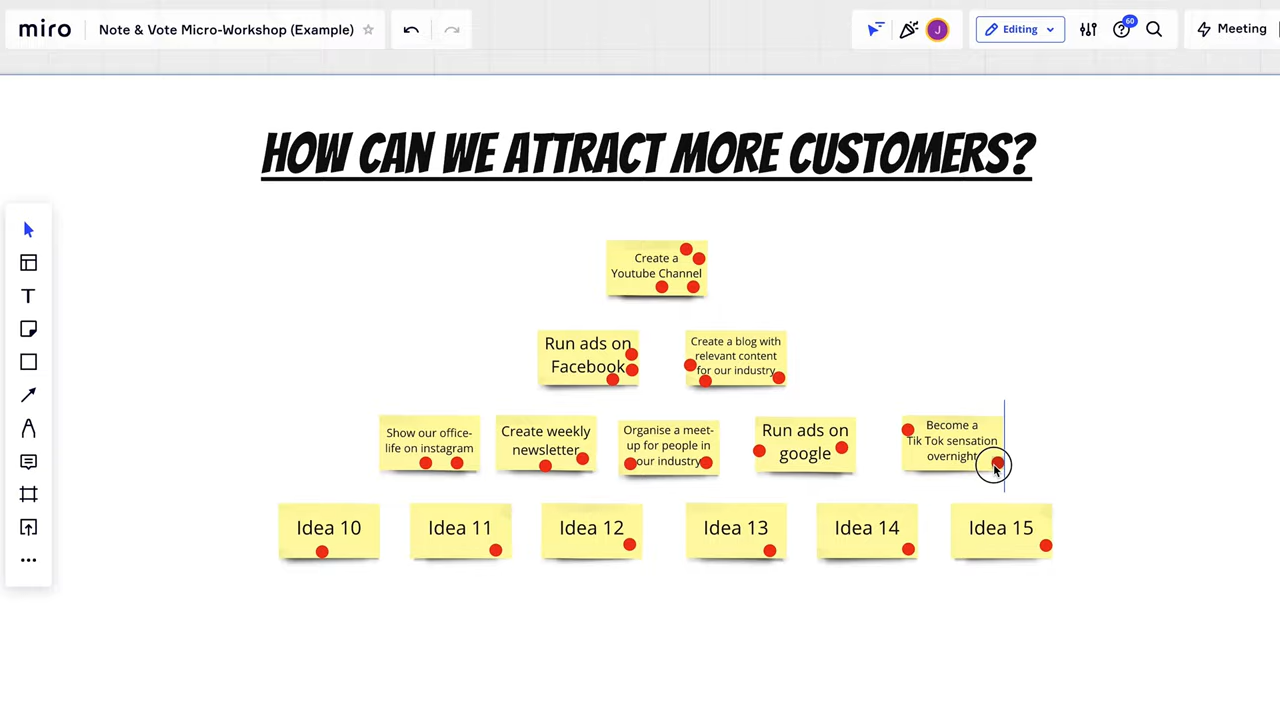 miro
Note & Vote Micro-Workshop (Example)
J
Editing
60
Meeting
HOW CAN WE ATTRACT MORE CUSTOMERS?
Create a
Youtube Channel
Run ads on
Facebook
Create a blog with
relevant content
for our industry
Show our office-
life on instagram
Create weekly
newsletter
Organise a meet-
up for people in
our industry
Run ads on
google
Become a
Tik Tok sensation
overnight
Idea 10
Idea 11
Idea 12
Idea 13
Idea 14
Idea 15